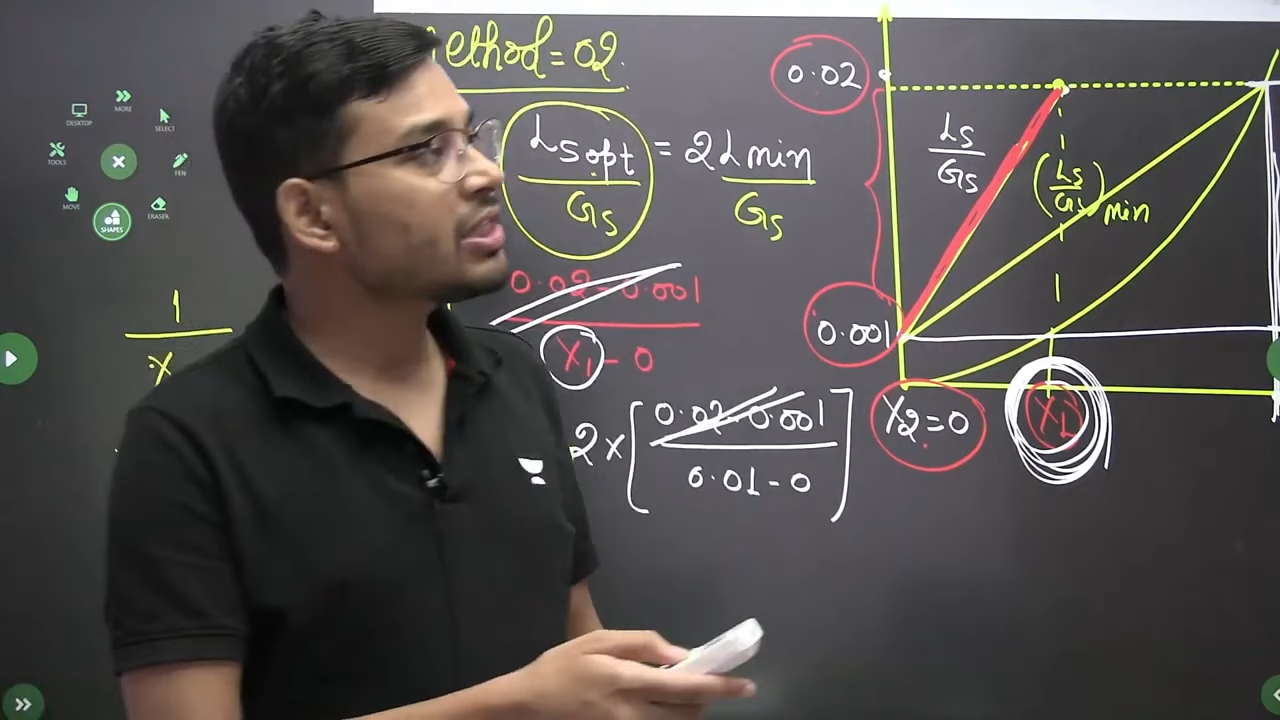 ethod = 02.
DESKTOP
MORE
SELECT
TOOLS
PEN
MOVE
ERASER
SHAPES
Ls opt / Gs = 2 L min / Gs
0.02 - 0.001 / X1 - 0
2 × [ 0.02 - 0.001 / 0.01 - 0 ]
1
x
0.02
Ls / Gs
(Ls / Gs) min
0.001
X2 = 0
X1